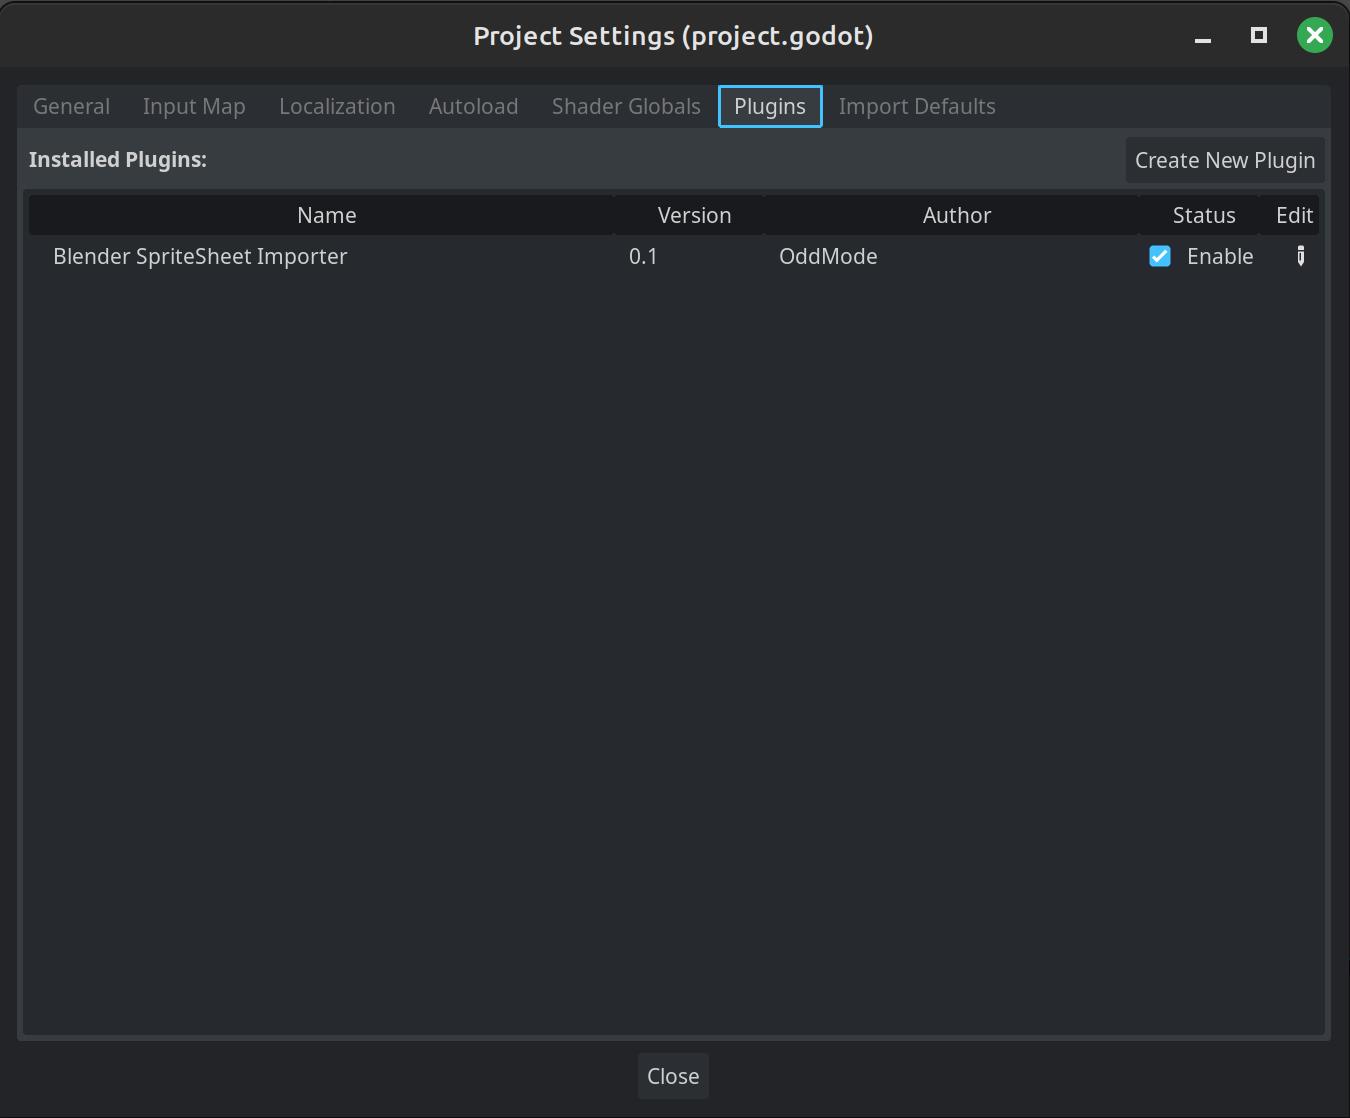 Project Settings (project.godot)
General Input Map Localization Autoload Shader Globals Plugins Import Defaults
Installed Plugins: Create New Plugin
Name Version Author Status Edit
Blender SpriteSheet Importer 0.1 OddMode Enable
Close